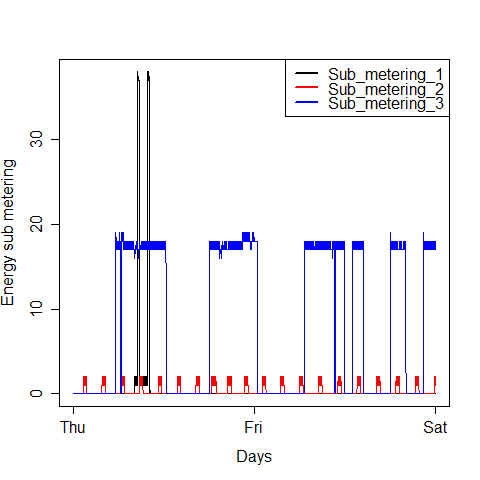 Sub_metering_1
Sub_metering_2
Sub_metering_3
Energy sub metering
30
20
10
0
Thu Fri Sat
Days